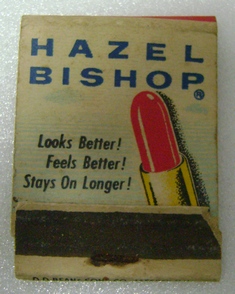 HAZEL
BISHOP®
Looks Better!
Feels Better!
Stays On Longer!